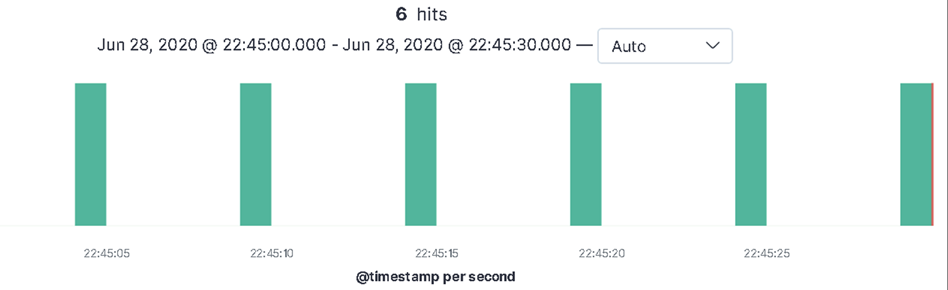 6 hits
Jun 28, 2020 @ 22:45:00.000 - Jun 28, 2020 @ 22:45:30.000 — Auto
22:45:05 22:45:10 22:45:15 22:45:20 22:45:25
@timestamp per second